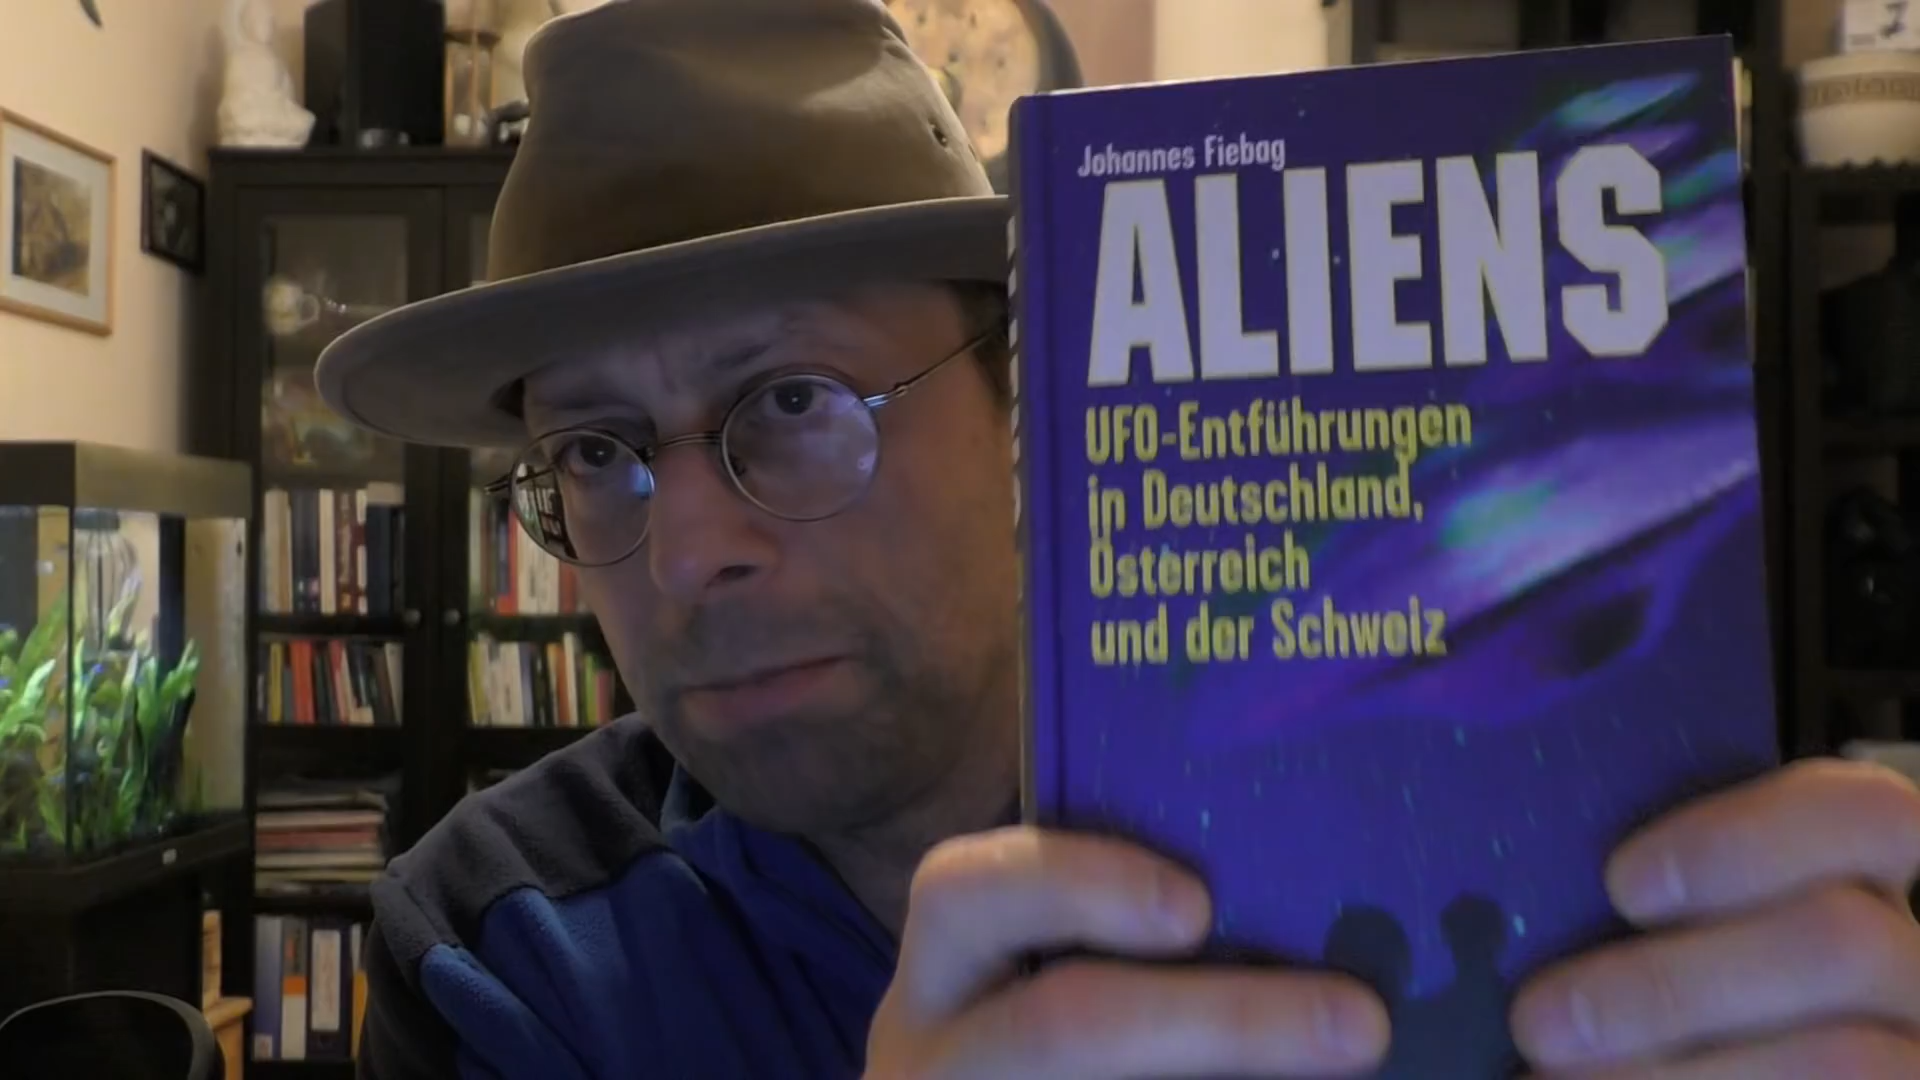 Johannes Fiebag
ALIENS
UFO-Entführungen
in Deutschland,
Österreich
und der Schweiz